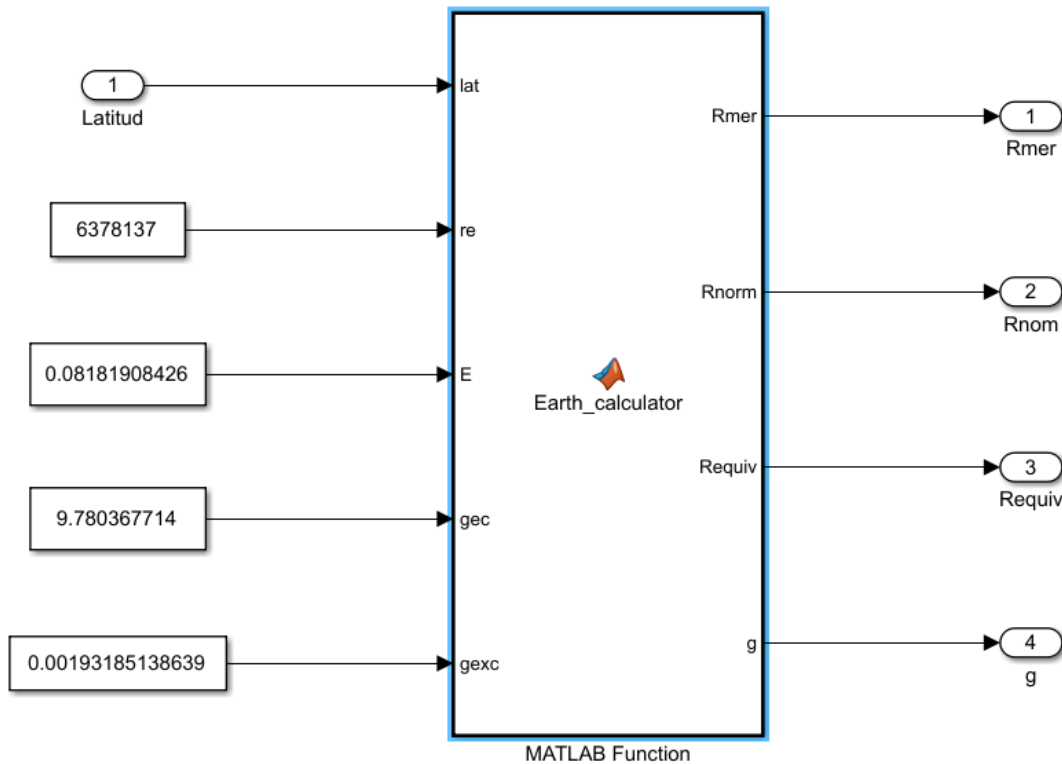 1
Latitud
6378137
0.08181908426
9.780367714
0.00193185138639
lat
re
E
gec
gexc
Earth_calculator
Rmer
Rnorm
Requiv
g
MATLAB Function
1
Rmer
2
Rnom
3
Requiv
4
g